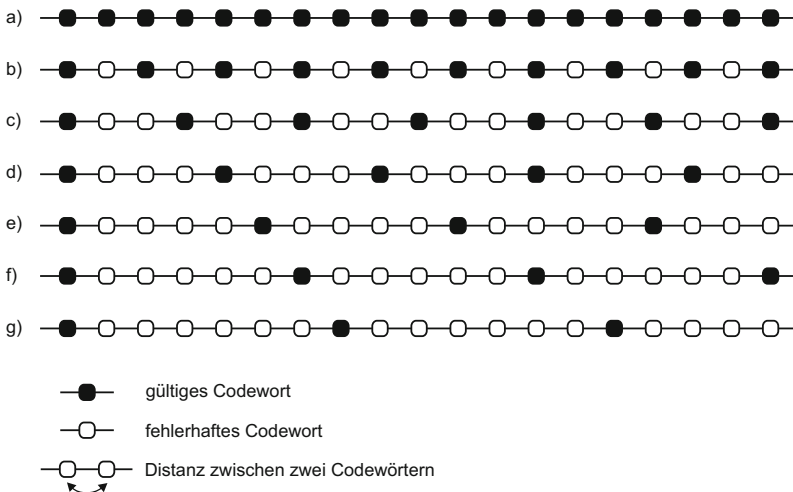 a)
b)
c)
d)
e)
f)
g)
gültiges Codewort
fehlerhaftes Codewort
Distanz zwischen zwei Codewörtern